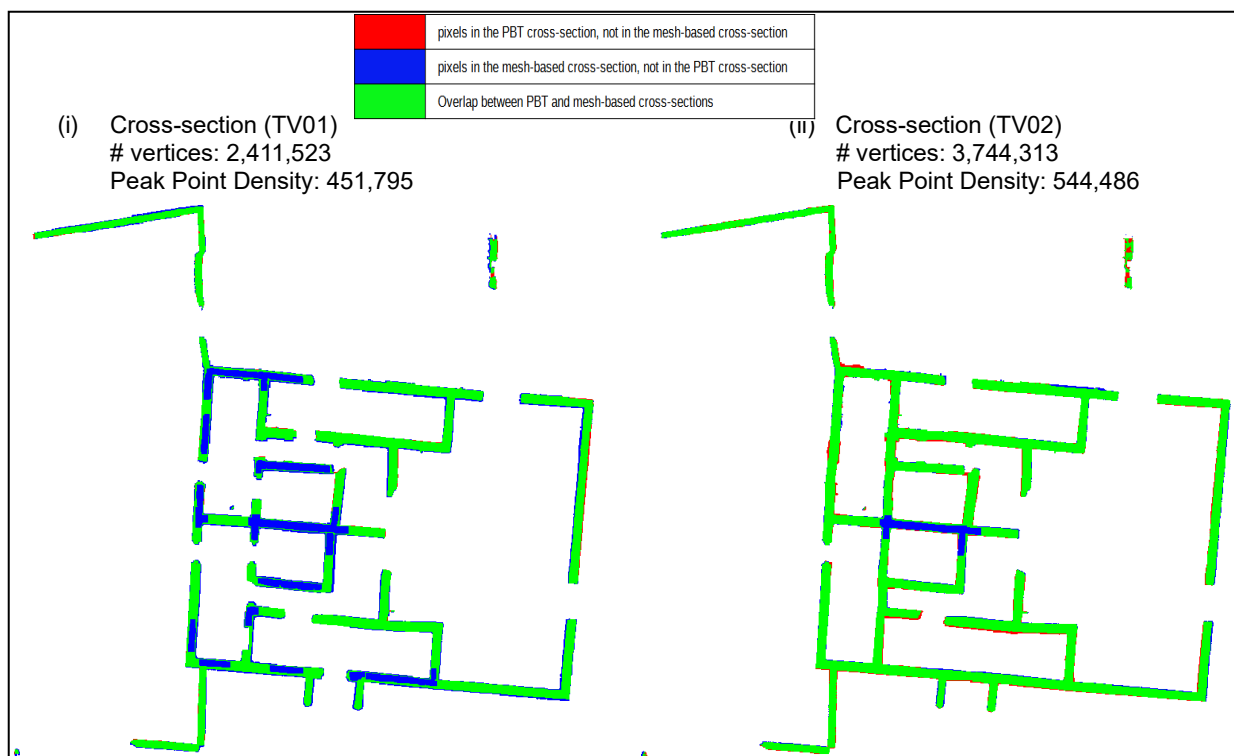 pixels in the PBT cross-section, not in the mesh-based cross-section
pixels in the mesh-based cross-section, not in the PBT cross-section
Overlap between PBT and mesh-based cross-sections
(i) Cross-section (TV01)
# vertices: 2,411,523
Peak Point Density: 451,795
(ii) Cross-section (TV02)
# vertices: 3,744,313
Peak Point Density: 544,486